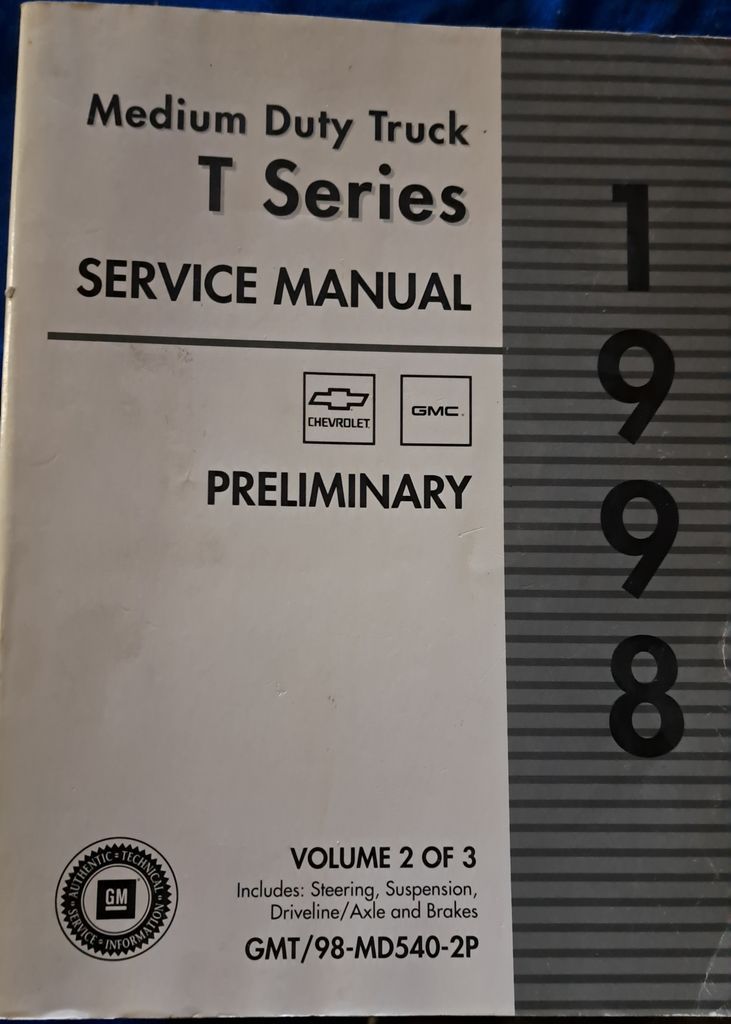 Medium Duty Truck
T Series
SERVICE MANUAL
CHEVROLET
GMC
PRELIMINARY
1
9
9
8
AUTHENTIC • TECHNICAL
GM
SERVICE • INFORMATION
VOLUME 2 OF 3
Includes: Steering, Suspension,
Driveline/Axle and Brakes
GMT/98-MD540-2P